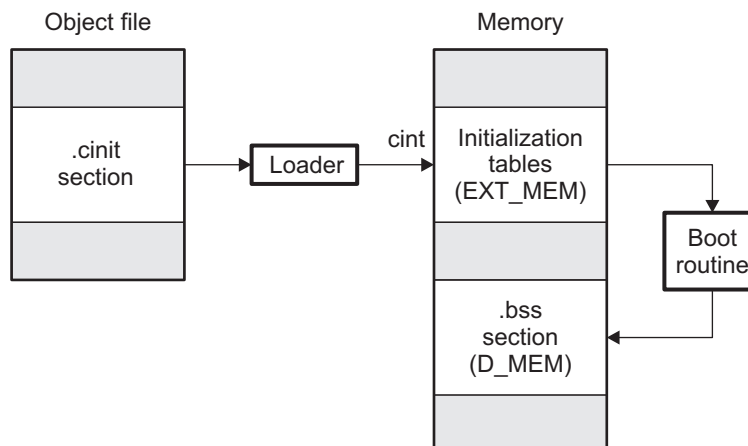 Object file
Memory
.cinit
section
Loader
cint
Initialization
tables
(EXT_MEM)
Boot
routine
.bss
section
(D_MEM)